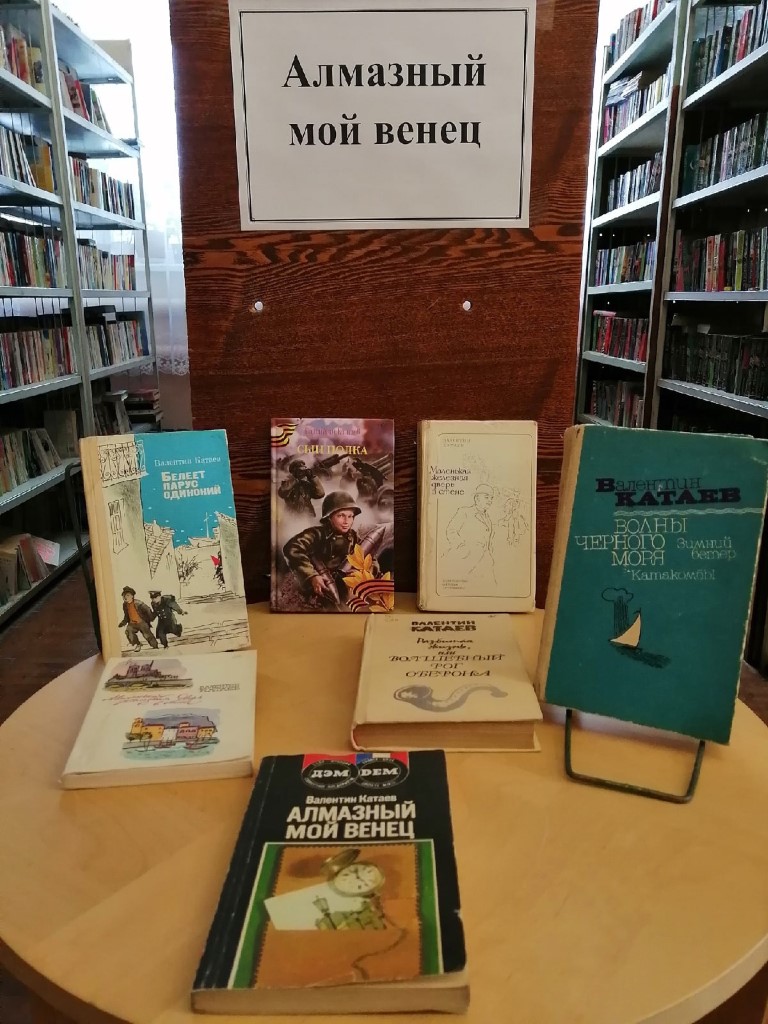 Алмазный
мой венец
Валентин Катаев
БЕЛЕЕТ
ПАРУС
ОДИНОКИЙ
СЫН ПОЛКА
Маленькая
железная
дверь
в стене
Валентин
КАТАЕВ
ВОЛНЫ
ЧЕРНОГО
МОРЯ
Зимний
ветер
Катакомбы
ВАЛЕНТИН
КАТАЕВ
Разбитая
жизнь,
или
ВОЛШЕБНЫЙ
РОГ
ОБЕРОНА
ДЭМ DEM
Валентин Катаев
АЛМАЗНЫЙ
МОЙ ВЕНЕЦ